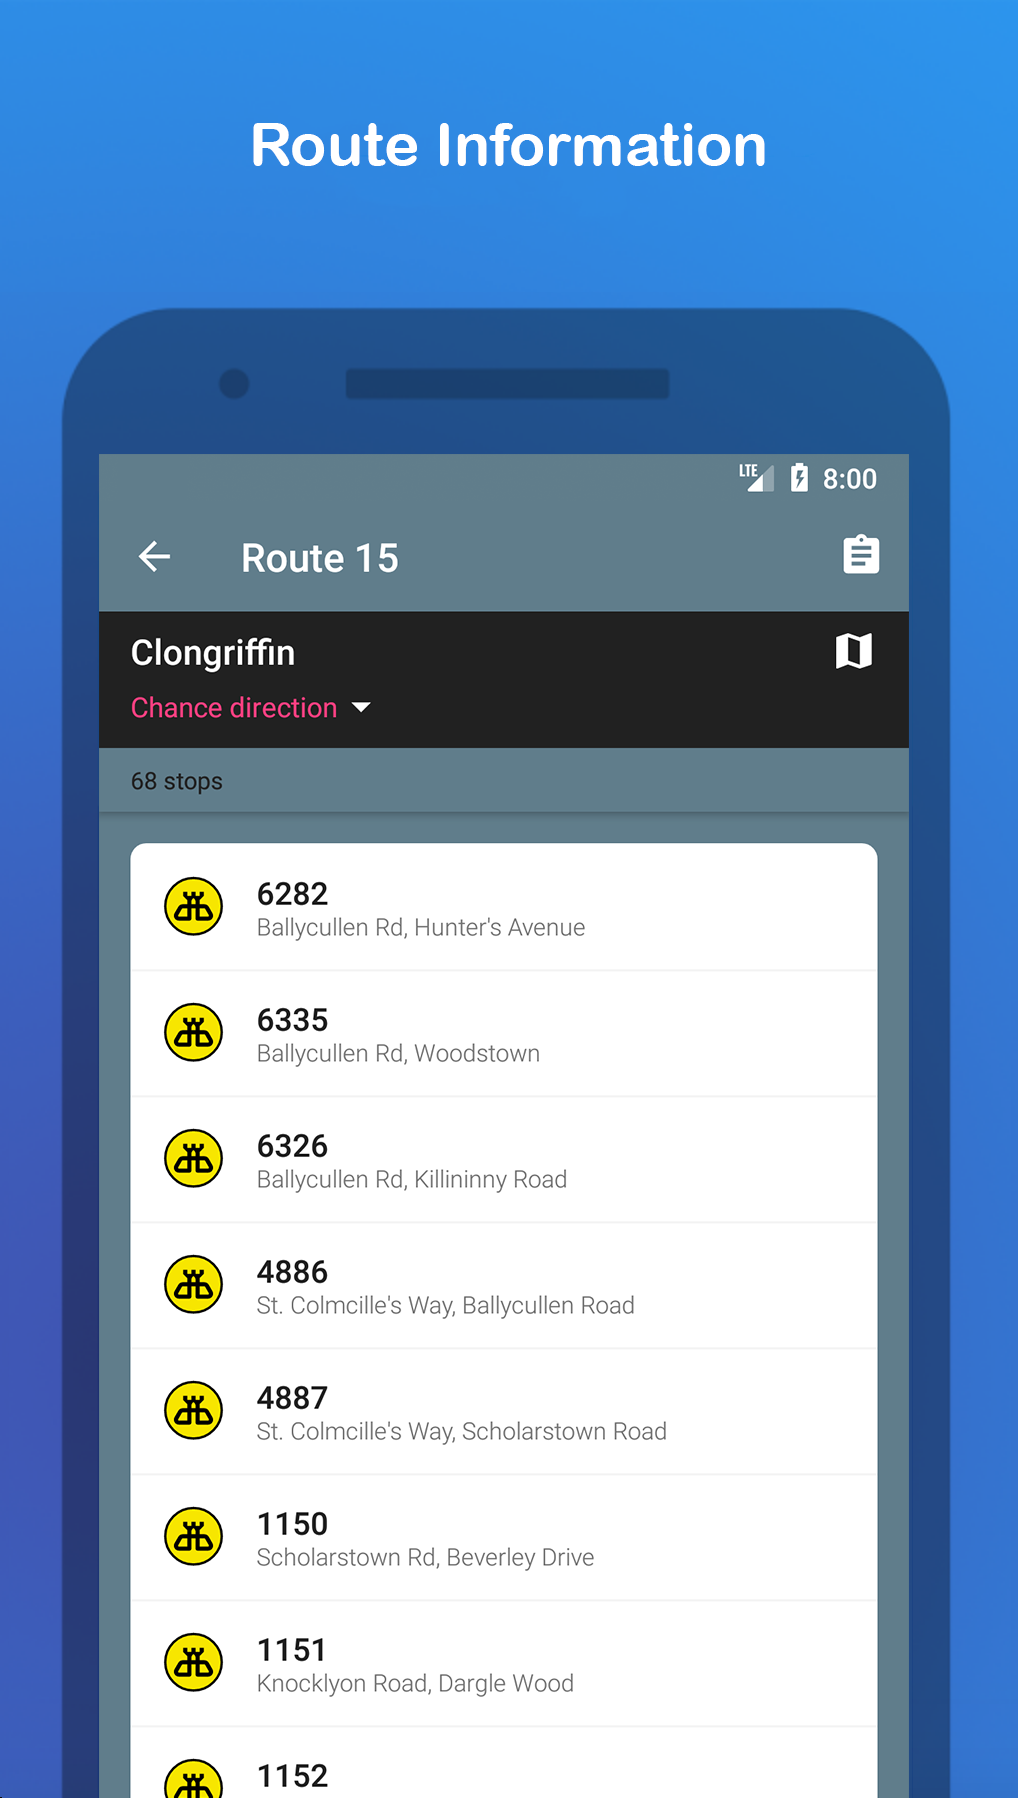 Route Information
LTE 8:00
Route 15
Clongriffin
Chance direction
68 stops
6282
Ballycullen Rd, Hunter's Avenue
6335
Ballycullen Rd, Woodstown
6326
Ballycullen Rd, Killininny Road
4886
St. Colmcille's Way, Ballycullen Road
4887
St. Colmcille's Way, Scholarstown Road
1150
Scholarstown Rd, Beverley Drive
1151
Knocklyon Road, Dargle Wood
1152